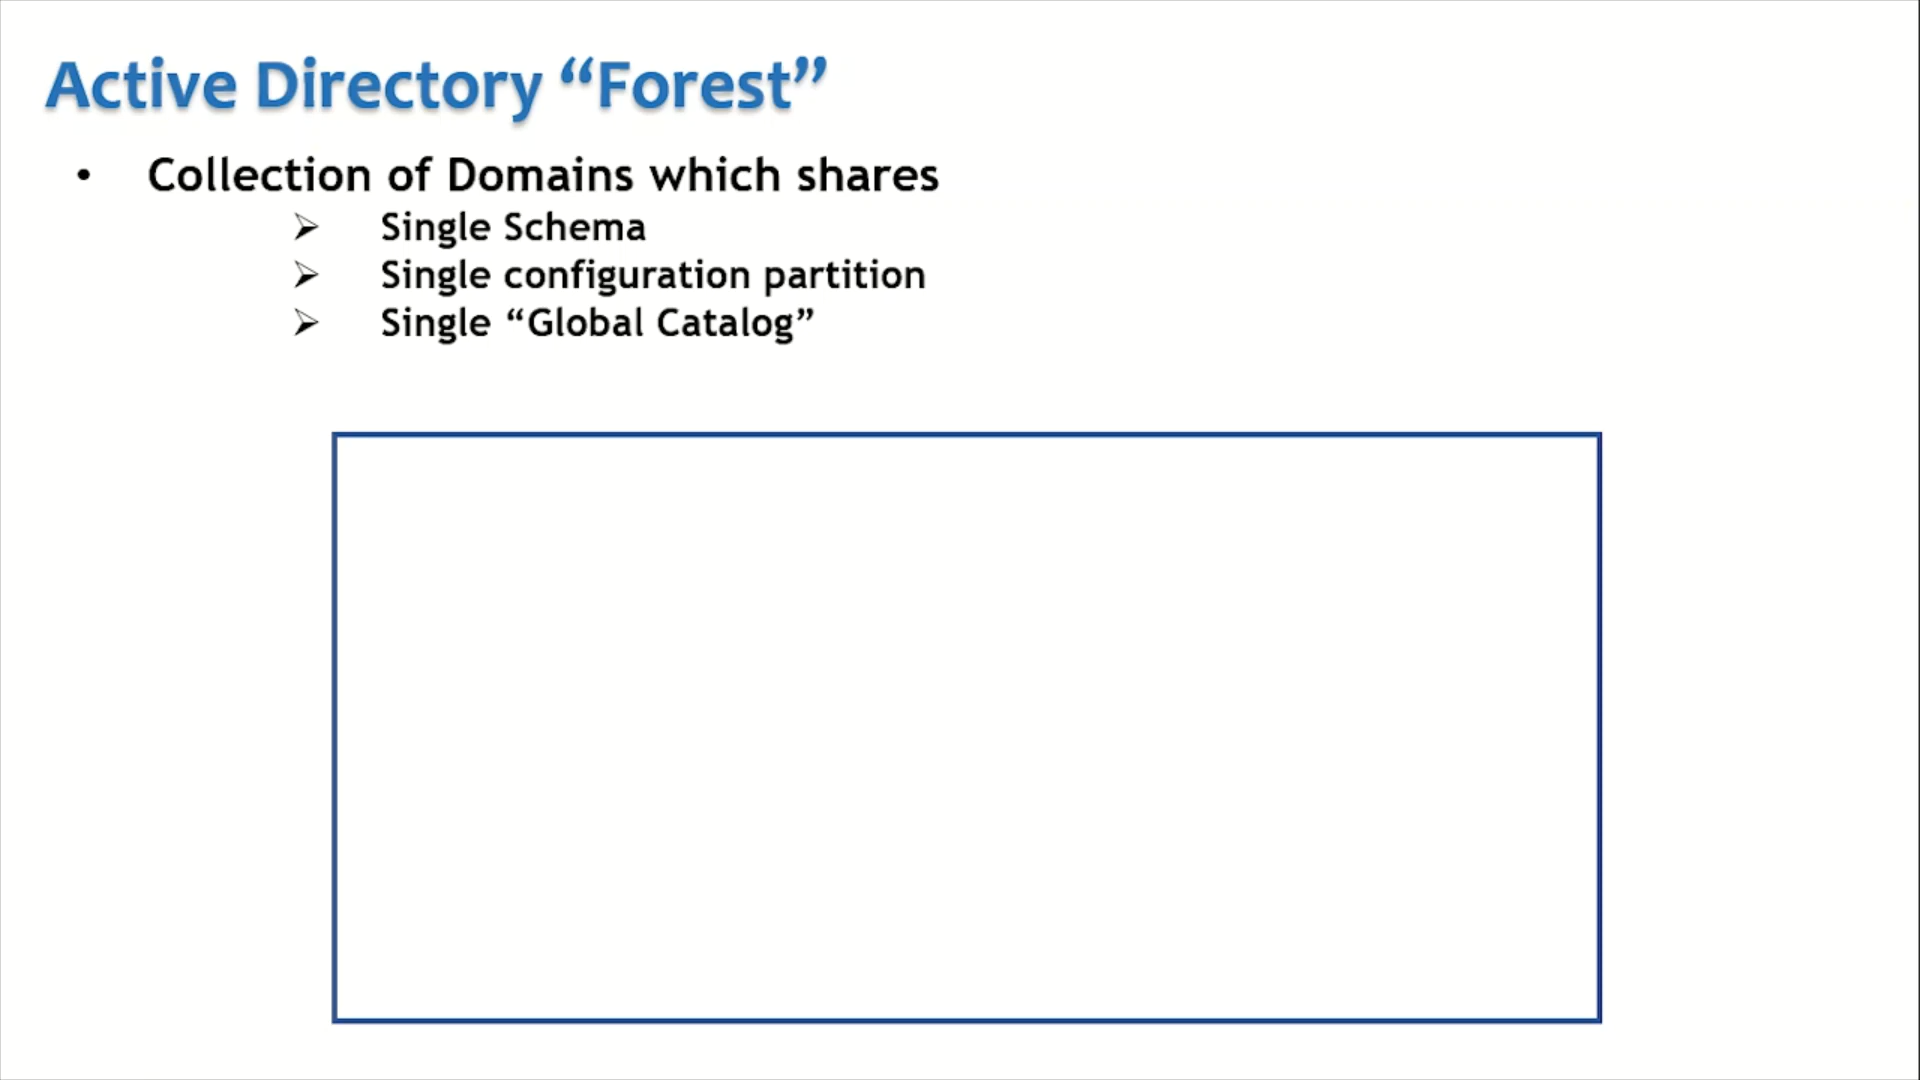 Active Directory “Forest”
• Collection of Domains which shares
➢ Single Schema
➢ Single configuration partition
➢ Single “Global Catalog”